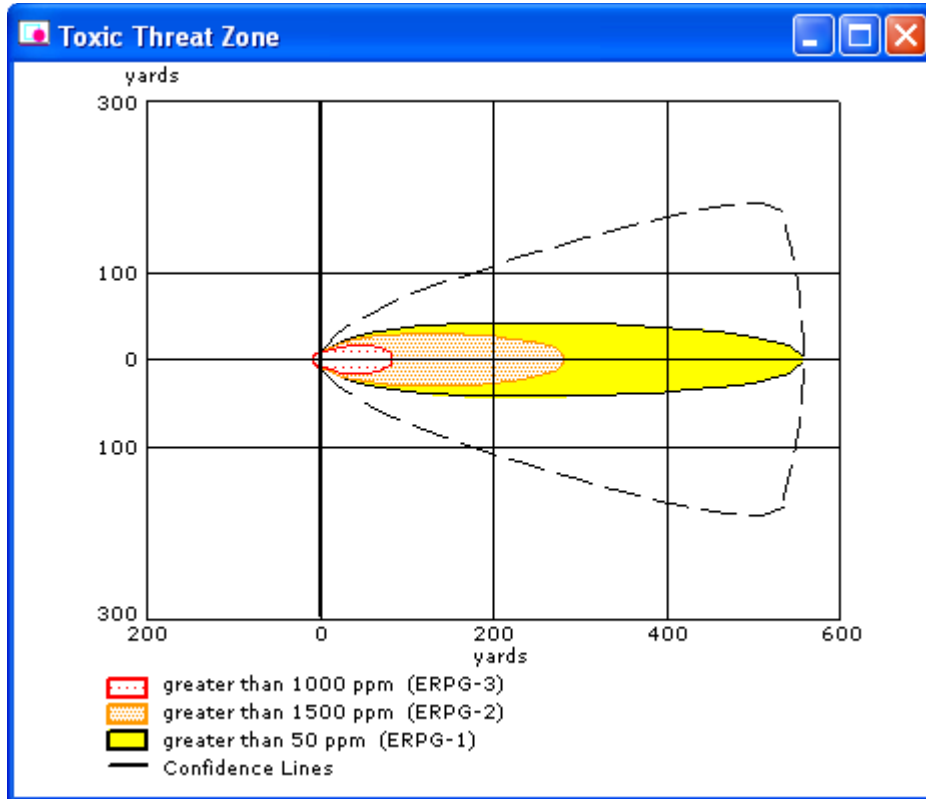 Toxic Threat Zone
yards
300
100
0
100
300
200 0 200 400 600
yards
greater than 1000 ppm (ERPG-3)
greater than 1500 ppm (ERPG-2)
greater than 50 ppm (ERPG-1)
Confidence Lines